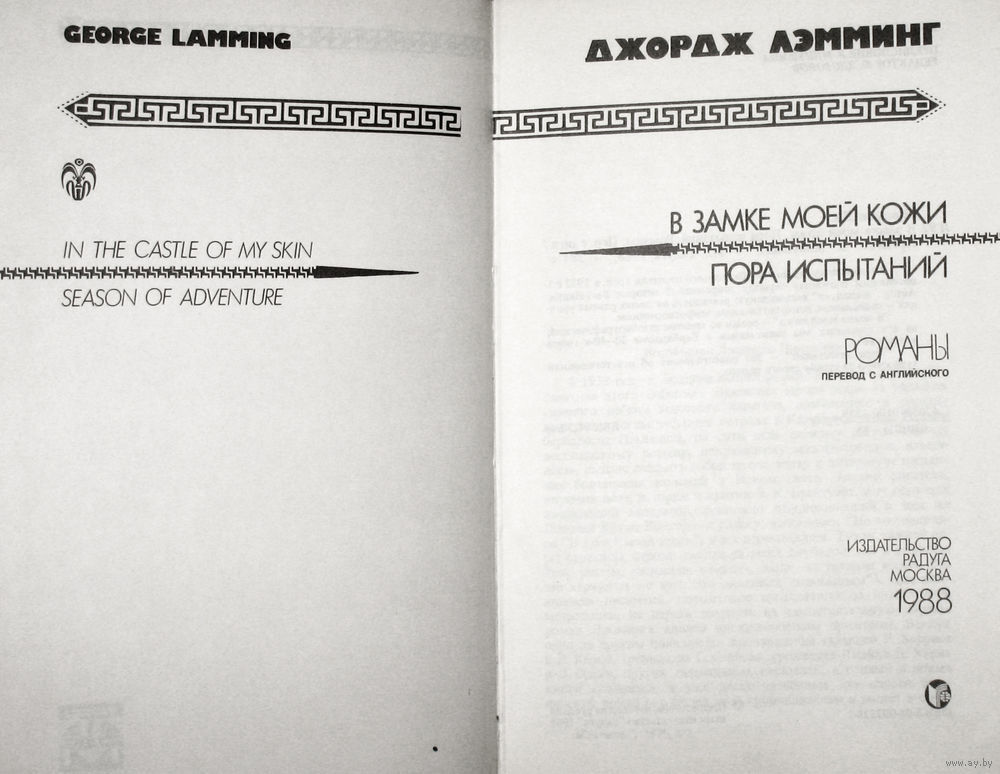 GEORGE LAMMING
IN THE CASTLE OF MY SKIN
SEASON OF ADVENTURE
ДЖОРДЖ ЛЭММИНГ
В ЗАМКЕ МОЕЙ КОЖИ
ПОРА ИСПЫТАНИЙ
РОМАНЫ
ПЕРЕВОД С АНГЛИЙСКОГО
ИЗДАТЕЛЬСТВО
РАДУГА
МОСКВА
1988
www.ay.by